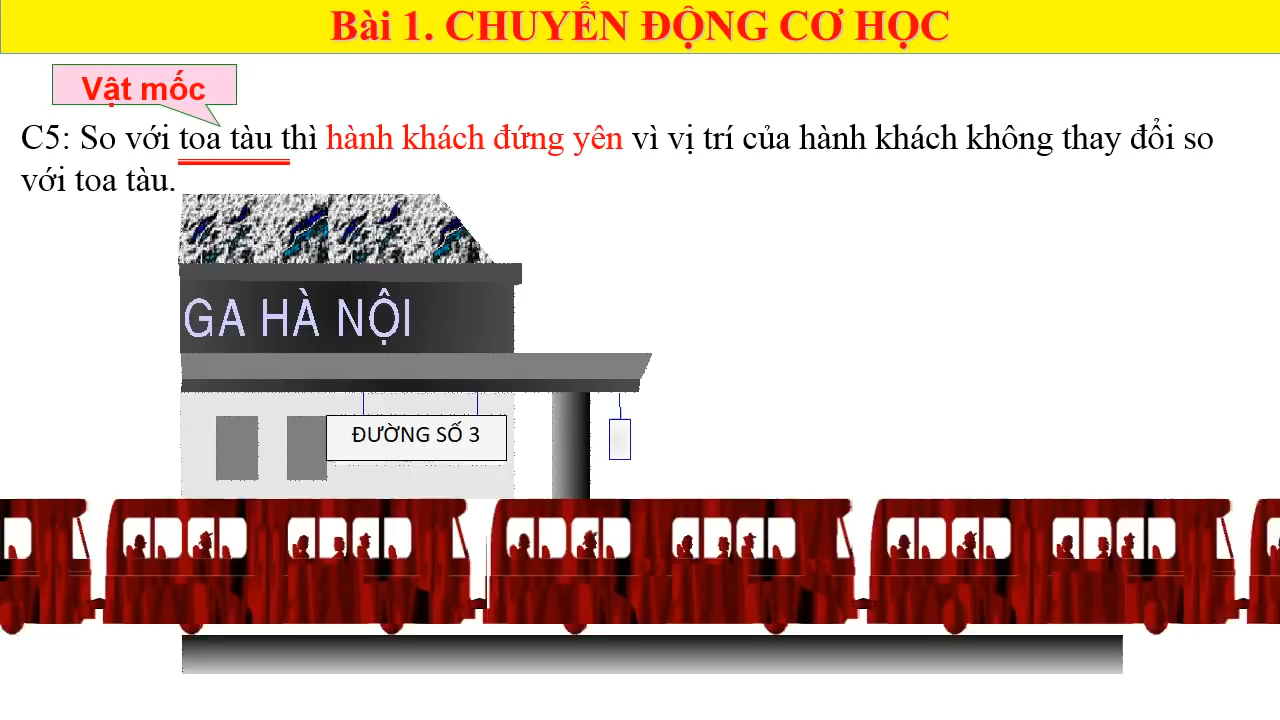 Bài 1. CHUYỂN ĐỘNG CƠ HỌC
Vật mốc
C5: So với toa tàu thì hành khách đứng yên vì vị trí của hành khách không thay đổi so
với toa tàu.
GA HÀ NỘI
ĐƯỜNG SỐ 3